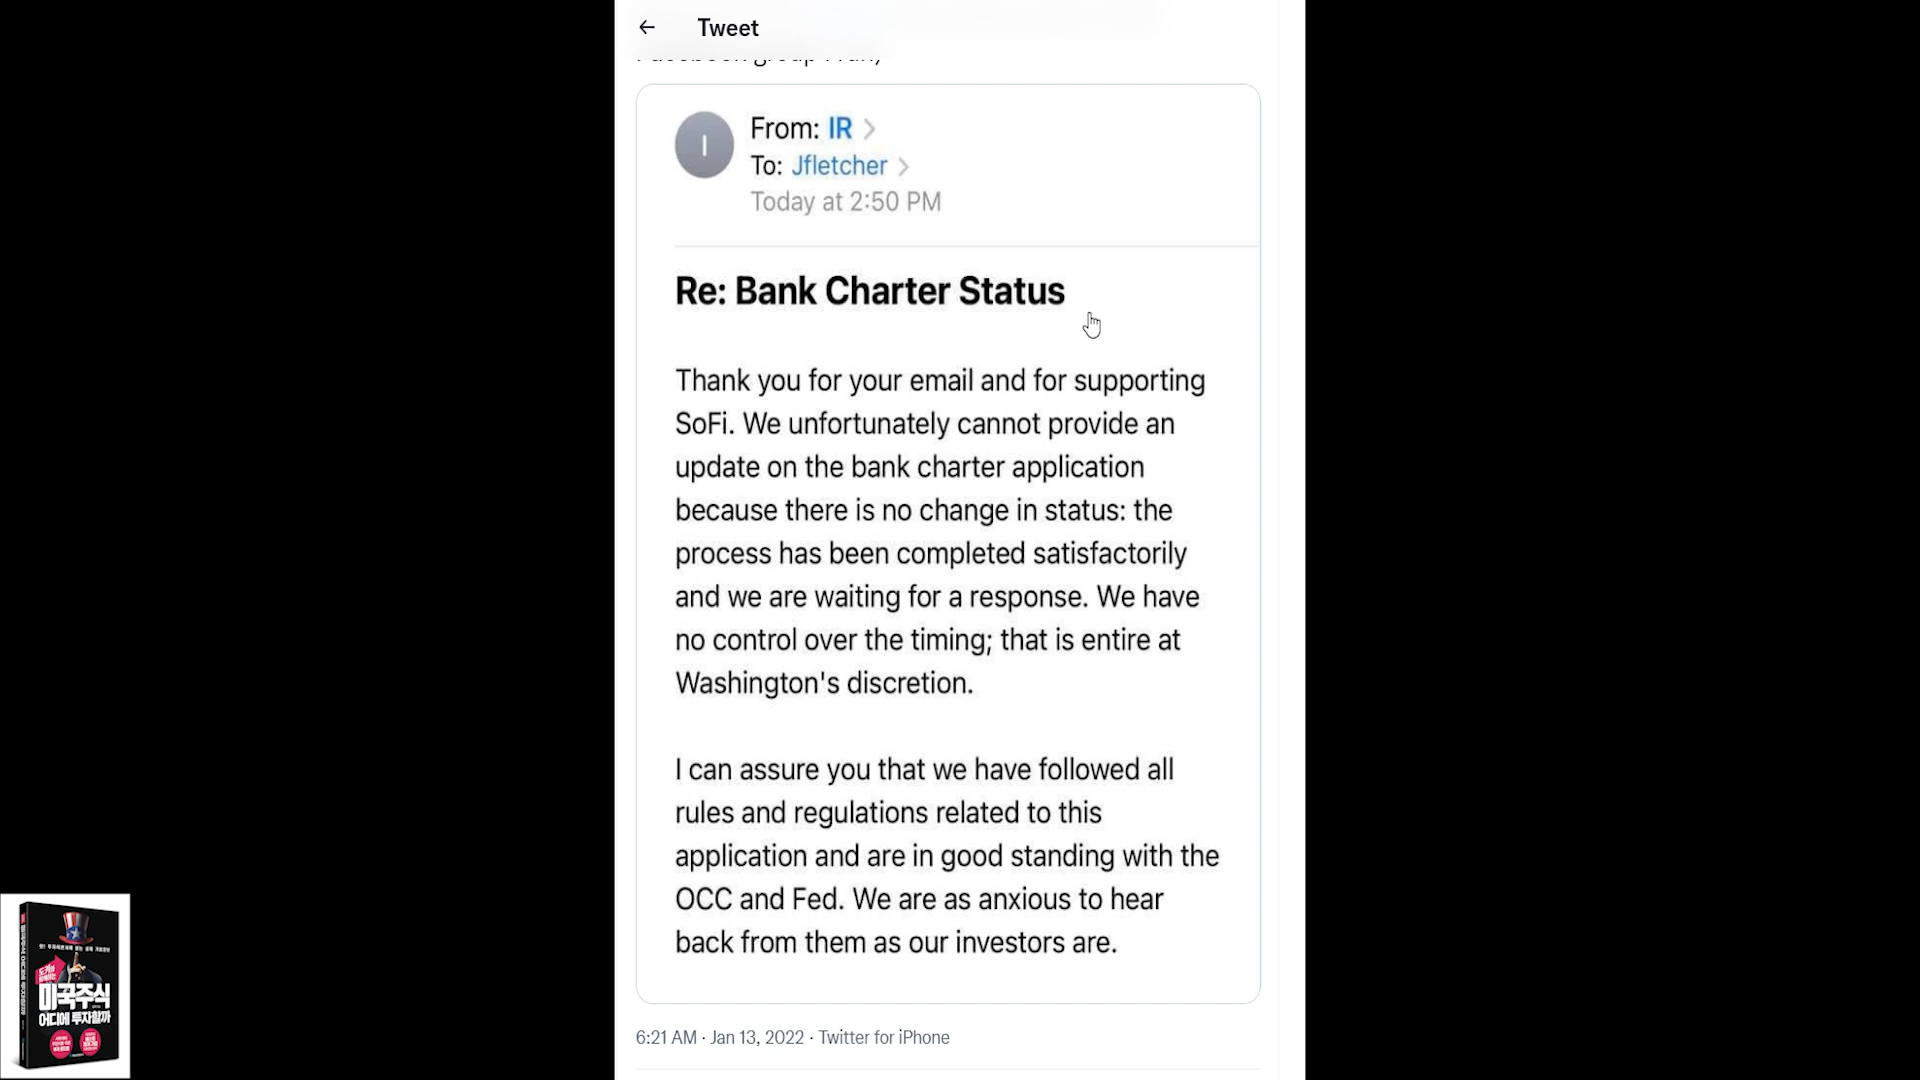 Tweet
I
From: IR
To: Jfletcher
Today at 2:50 PM
Re: Bank Charter Status
Thank you for your email and for supporting
SoFi. We unfortunately cannot provide an
update on the bank charter application
because there is no change in status: the
process has been completed satisfactorily
and we are waiting for a response. We have
no control over the timing; that is entire at
Washington's discretion.
I can assure you that we have followed all
rules and regulations related to this
application and are in good standing with the
OCC and Fed. We are as anxious to hear
back from them as our investors are.
6:21 AM · Jan 13, 2022 · Twitter for iPhone
미국주식
어디에 투자할까